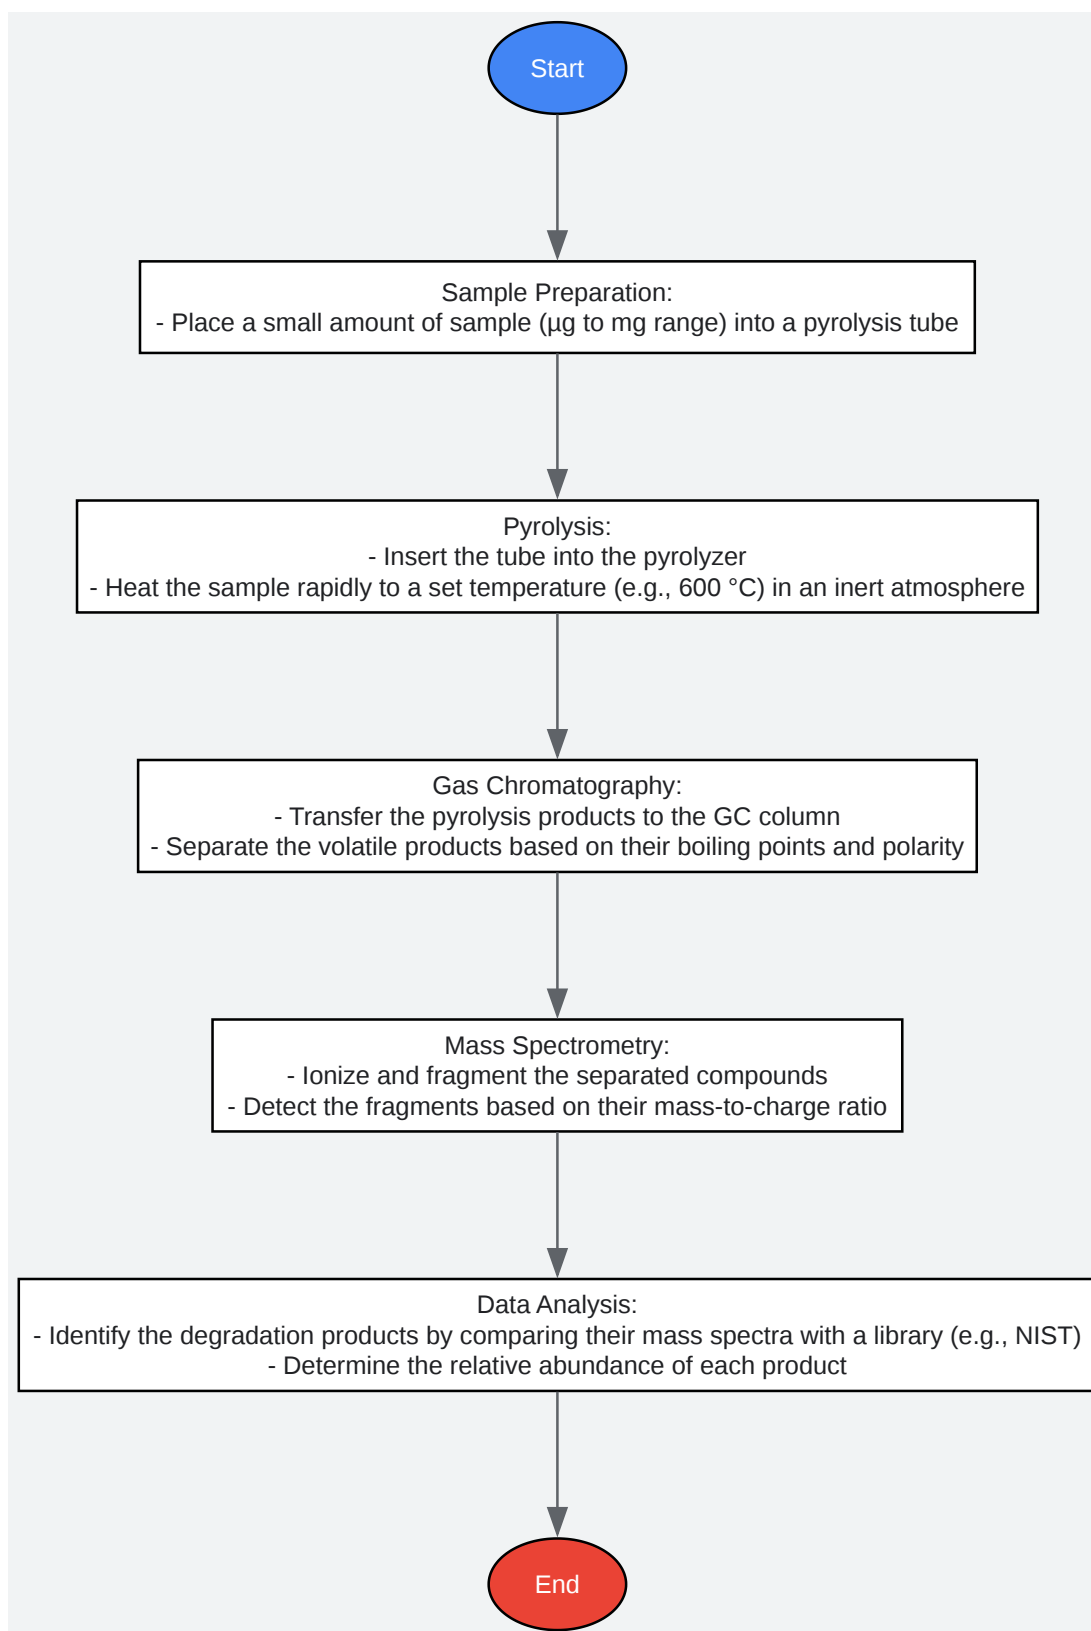 Start
Sample Preparation:
- Place a small amount of sample (µg to mg range) into a pyrolysis tube
Pyrolysis:
- Insert the tube into the pyrolyzer
- Heat the sample rapidly to a set temperature (e.g., 600 °C) in an inert atmosphere
Gas Chromatography:
- Transfer the pyrolysis products to the GC column
- Separate the volatile products based on their boiling points and polarity
Mass Spectrometry:
- Ionize and fragment the separated compounds
- Detect the fragments based on their mass-to-charge ratio
Data Analysis:
- Identify the degradation products by comparing their mass spectra with a library (e.g., NIST)
- Determine the relative abundance of each product
End